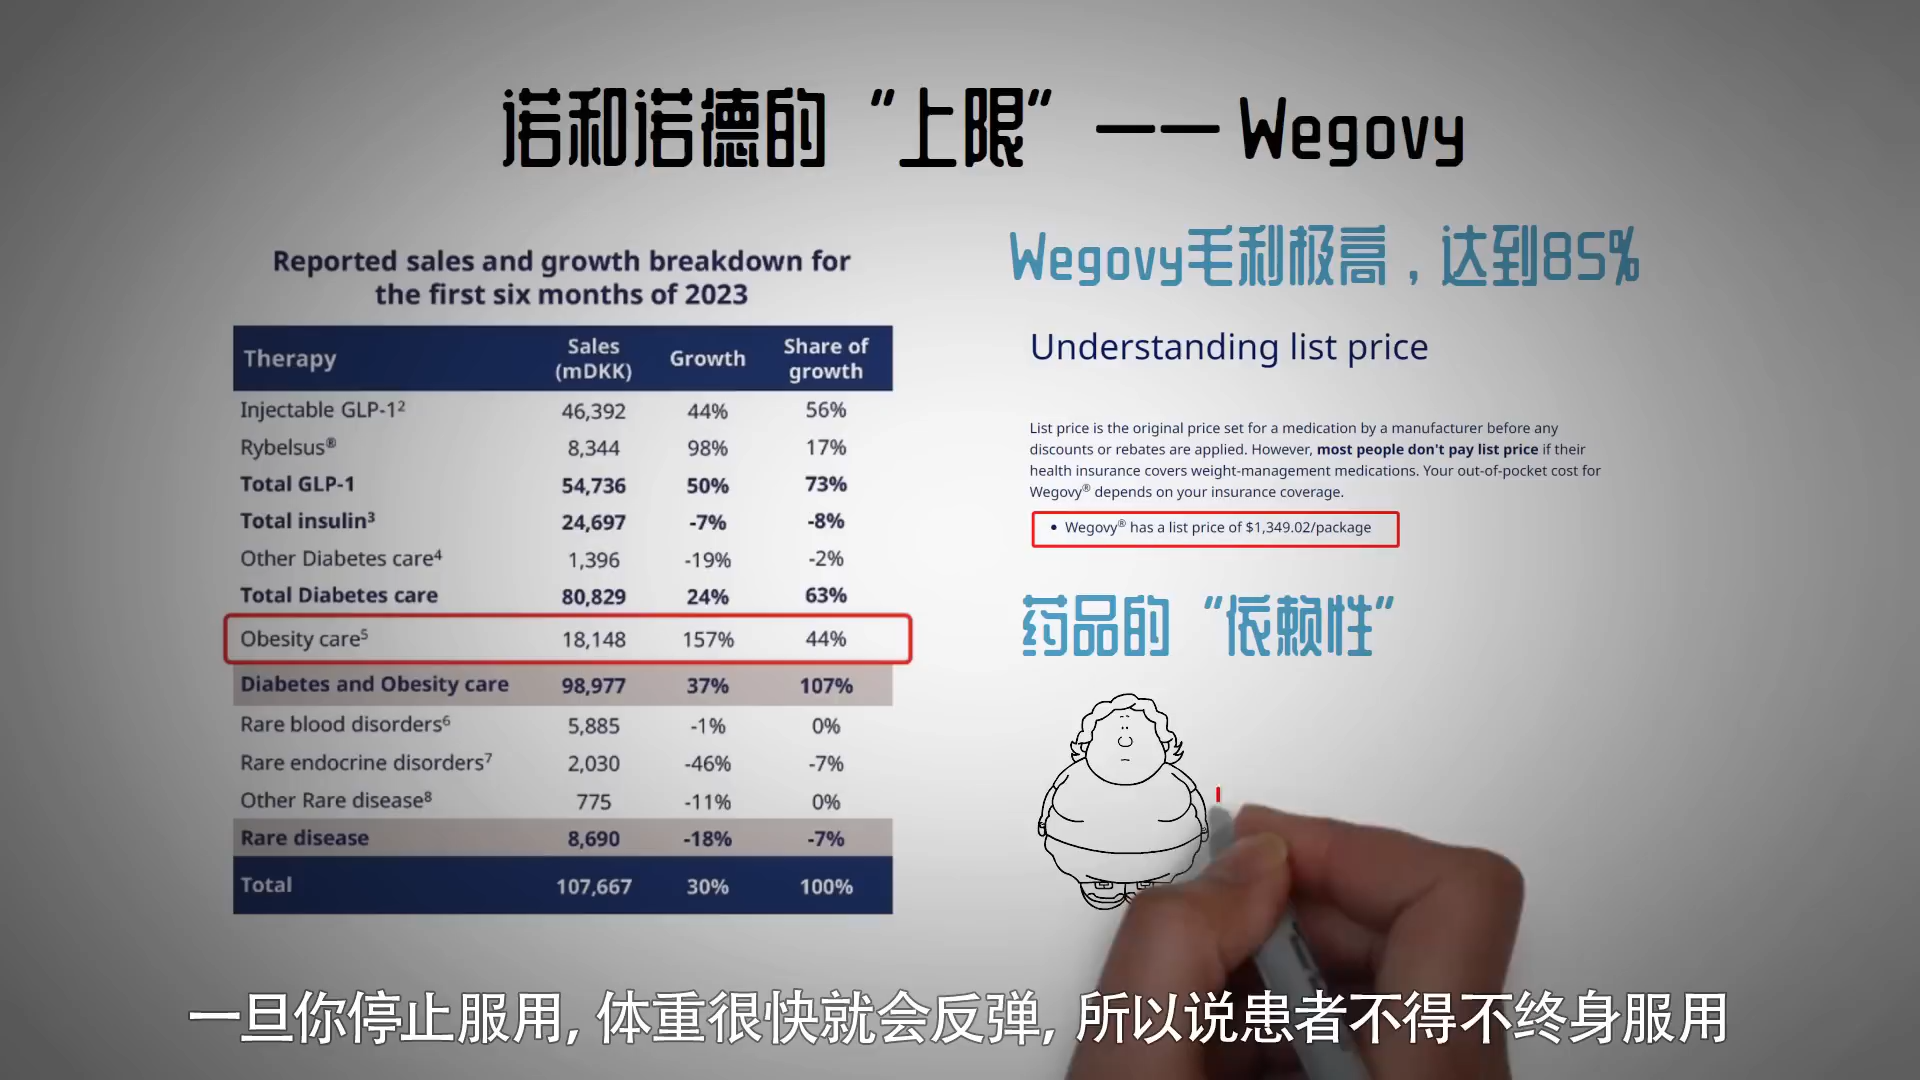 诺和诺德的“上限”——Wegovy
Reported sales and growth breakdown for
the first six months of 2023
Therapy Sales (mDKK) Growth Share of growth
Injectable GLP-1² 46,392 44% 56%
Rybelsus® 8,344 98% 17%
Total GLP-1 54,736 50% 73%
Total insulin³ 24,697 -7% -8%
Other Diabetes care⁴ 1,396 -19% -2%
Total Diabetes care 80,829 24% 63%
Obesity care⁵ 18,148 157% 44%
Diabetes and Obesity care 98,977 37% 107%
Rare blood disorders⁶ 5,885 -1% 0%
Rare endocrine disorders⁷ 2,030 -46% -7%
Other Rare disease⁸ 775 -11% 0%
Rare disease 8,690 -18% -7%
Total 107,667 30% 100%
Wegovy毛利极高，达到85%
Understanding list price
List price is the original price set for a medication by a manufacturer before any
discounts or rebates are applied. However, most people don't pay list price if their
health insurance covers weight-management medications. Your out-of-pocket cost for
Wegovy® depends on your insurance coverage.
• Wegovy® has a list price of $1,349.02/package
药品的“依赖性”
一旦你停止服用, 体重很快就会反弹, 所以说患者不得不终身服用